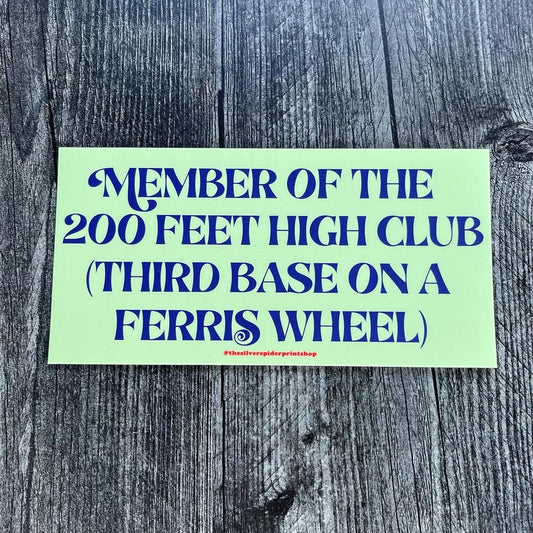 MEMBER OF THE
200 FEET HIGH CLUB
(THIRD BASE ON A
FERRIS WHEEL)
@thesilverspiderprintshop